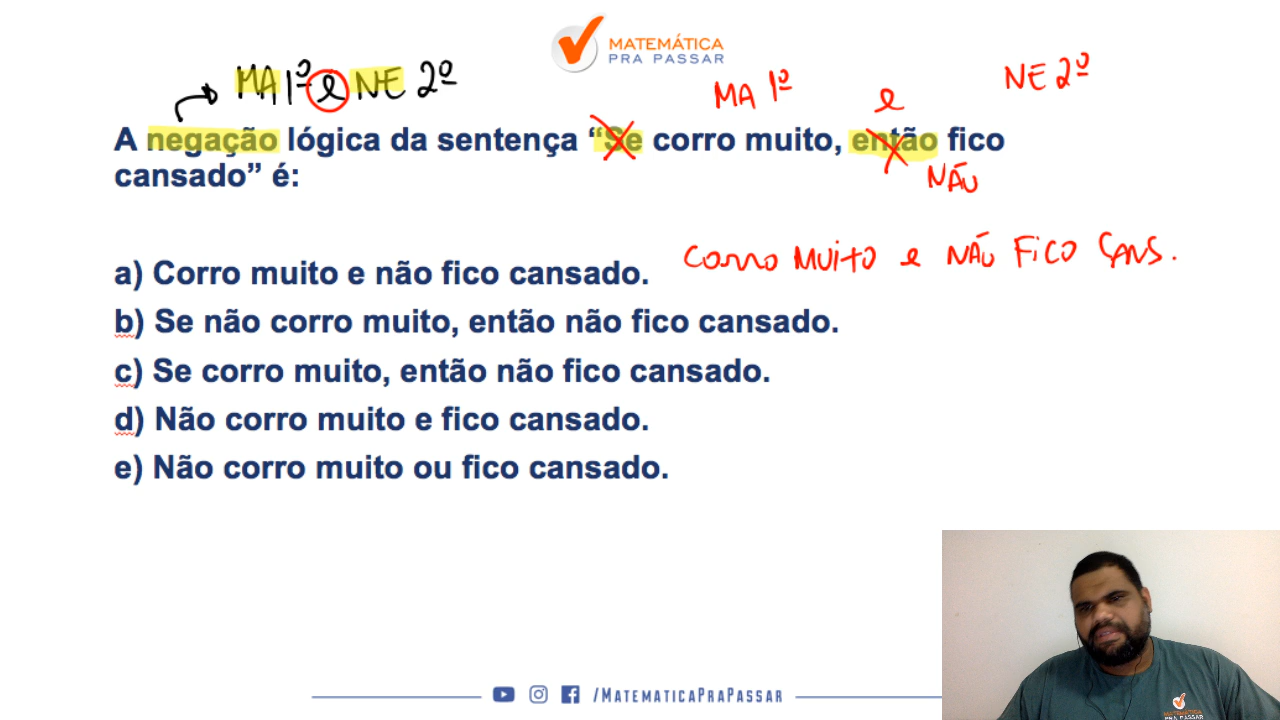 MATEMÁTICA
PRA PASSAR
MA 1º e NE 2º
MA 1º e NE 2º
A negação lógica da sentença “Se corro muito, então fico
NÃO
cansado” é:
CORRO MUITO e NÃO FICO CANS.
a) Corro muito e não fico cansado.
b) Se não corro muito, então não fico cansado.
c) Se corro muito, então não fico cansado.
d) Não corro muito e fico cansado.
e) Não corro muito ou fico cansado.
MATEMÁTICA
PRA PASSAR
/MATEMATICAPRAPASSAR